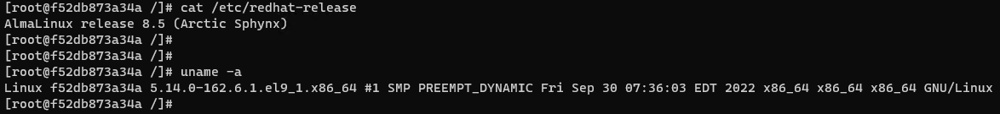 [root@f52db873a34a /]# cat /etc/redhat-release
AlmaLinux release 8.5 (Arctic Sphynx)
[root@f52db873a34a /]#
[root@f52db873a34a /]#
[root@f52db873a34a /]# uname -a
Linux f52db873a34a 5.14.0-162.6.1.el9_1.x86_64 #1 SMP PREEMPT_DYNAMIC Fri Sep 30 07:36:03 EDT 2022 x86_64 x86_64 x86_64 GNU/Linux
[root@f52db873a34a /]#